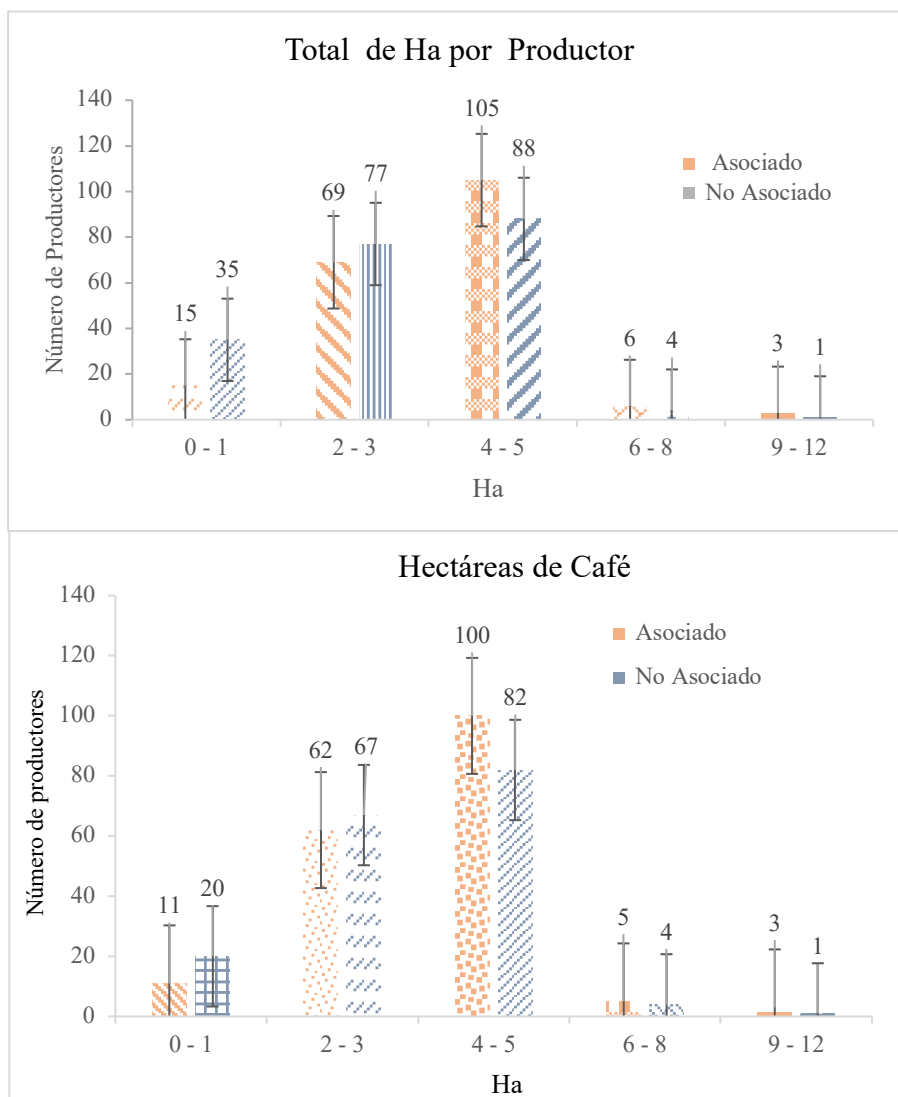 Total de Ha por Productor
Número de Productores
140
120
100
80
60
40
20
0
15
35
69
77
105
88
6
4
3
1
Asociado
No Asociado
0 - 1
2 - 3
4 - 5
6 - 8
9 - 12
Ha
Hectáreas de Café
Número de productores
140
120
100
80
60
40
20
0
11
20
62
67
100
82
5
4
3
1
Asociado
No Asociado
0 - 1
2 - 3
4 - 5
6 - 8
9 - 12
Ha